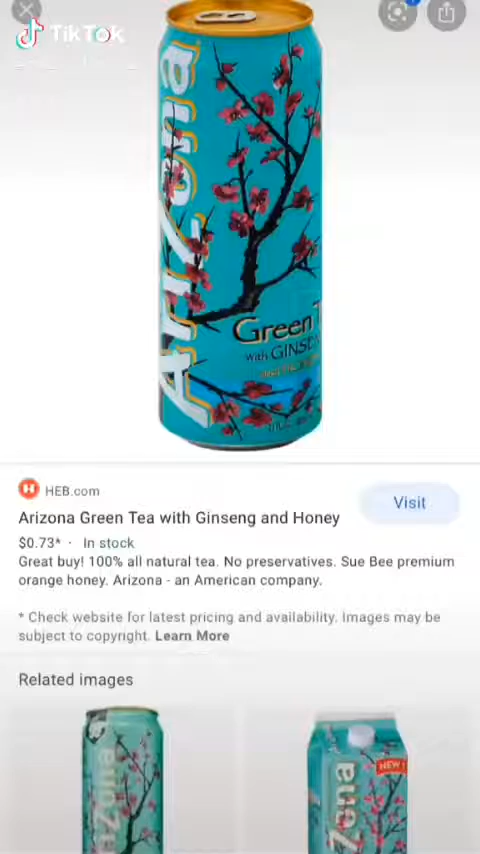 TikTok
AriZona
Green T
with GINSE
HEB.com
Visit
Arizona Green Tea with Ginseng and Honey
$0.73* · In stock
Great buy! 100% all natural tea. No preservatives. Sue Bee premium
orange honey. Arizona - an American company.
* Check website for latest pricing and availability. Images may be
subject to copyright. Learn More
Related images
NEW!
Zona